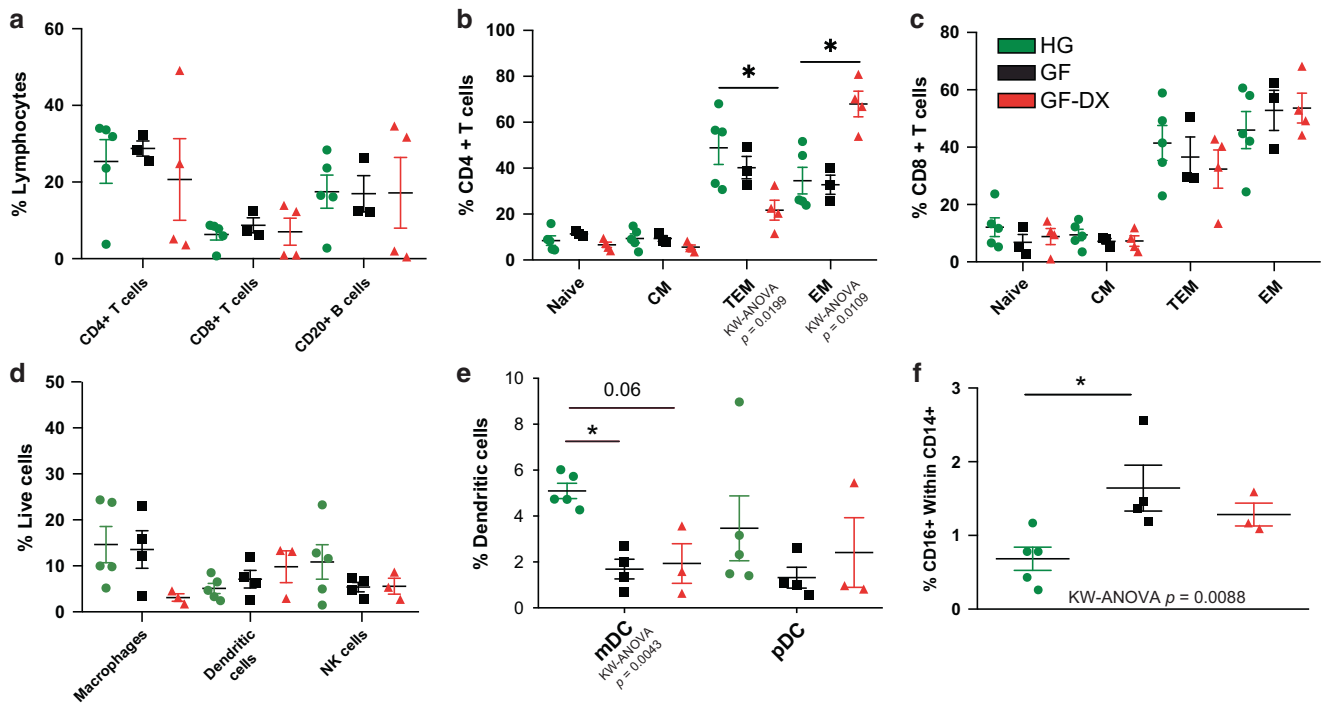 a
% Lymphocytes
60
40
20
0
CD4+ T cells
CD8+ T cells
CD20+ B cells
b
% CD4 + T cells
100
80
60
40
20
0
*
*
Naive
CM
TEM
KW-ANOVA
p = 0.0199
EM
KW-ANOVA
p = 0.0109
c
% CD8 + T cells
80
60
40
20
0
HG
GF
GF-DX
Naive
CM
TEM
EM
d
% Live cells
50
40
30
20
10
0
Macrophages
Dendritic
cells
NK cells
e
% Dendritic cells
10
8
6
4
2
0
0.06
*
mDC
KW-ANOVA
p = 0.0043
pDC
f
% CD16+ Within CD14+
3
2
1
0
*
KW-ANOVA p = 0.0088